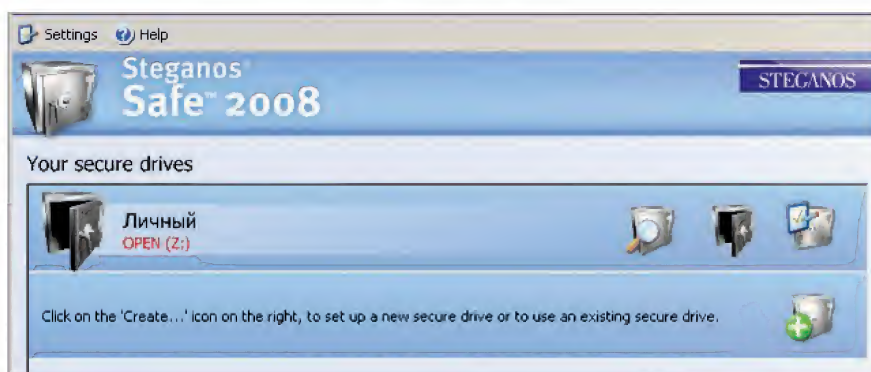 Settings Help
Steganos®
Safe™ 2008
STEGANOS
Your secure drives
Личный
OPEN (Z:)
Click on the 'Create...' icon on the right, to set up a new secure drive or to use an existing secure drive.